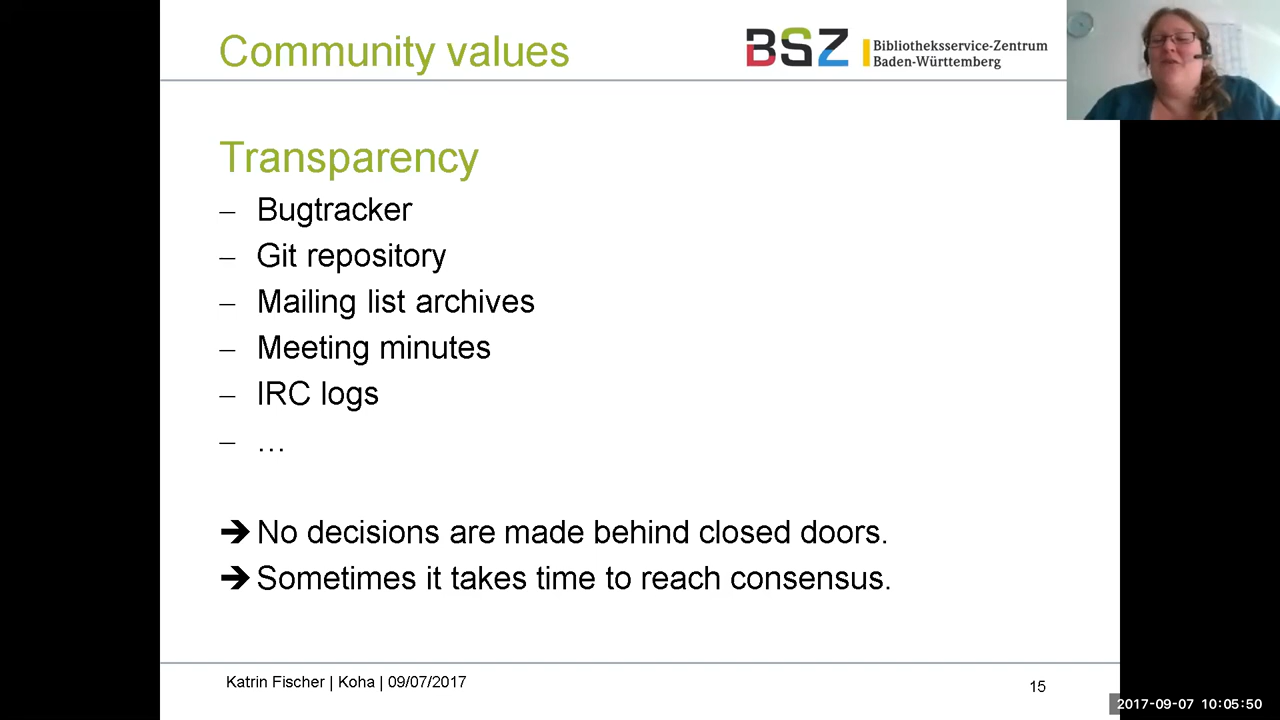 Community values
BSZ
Bibliotheksservice-Zentrum
Baden-Württemberg
Transparency
– Bugtracker
– Git repository
– Mailing list archives
– Meeting minutes
– IRC logs
– …
➔ No decisions are made behind closed doors.
➔ Sometimes it takes time to reach consensus.
Katrin Fischer | Koha | 09/07/2017
15
2017-09-07 10:05:50